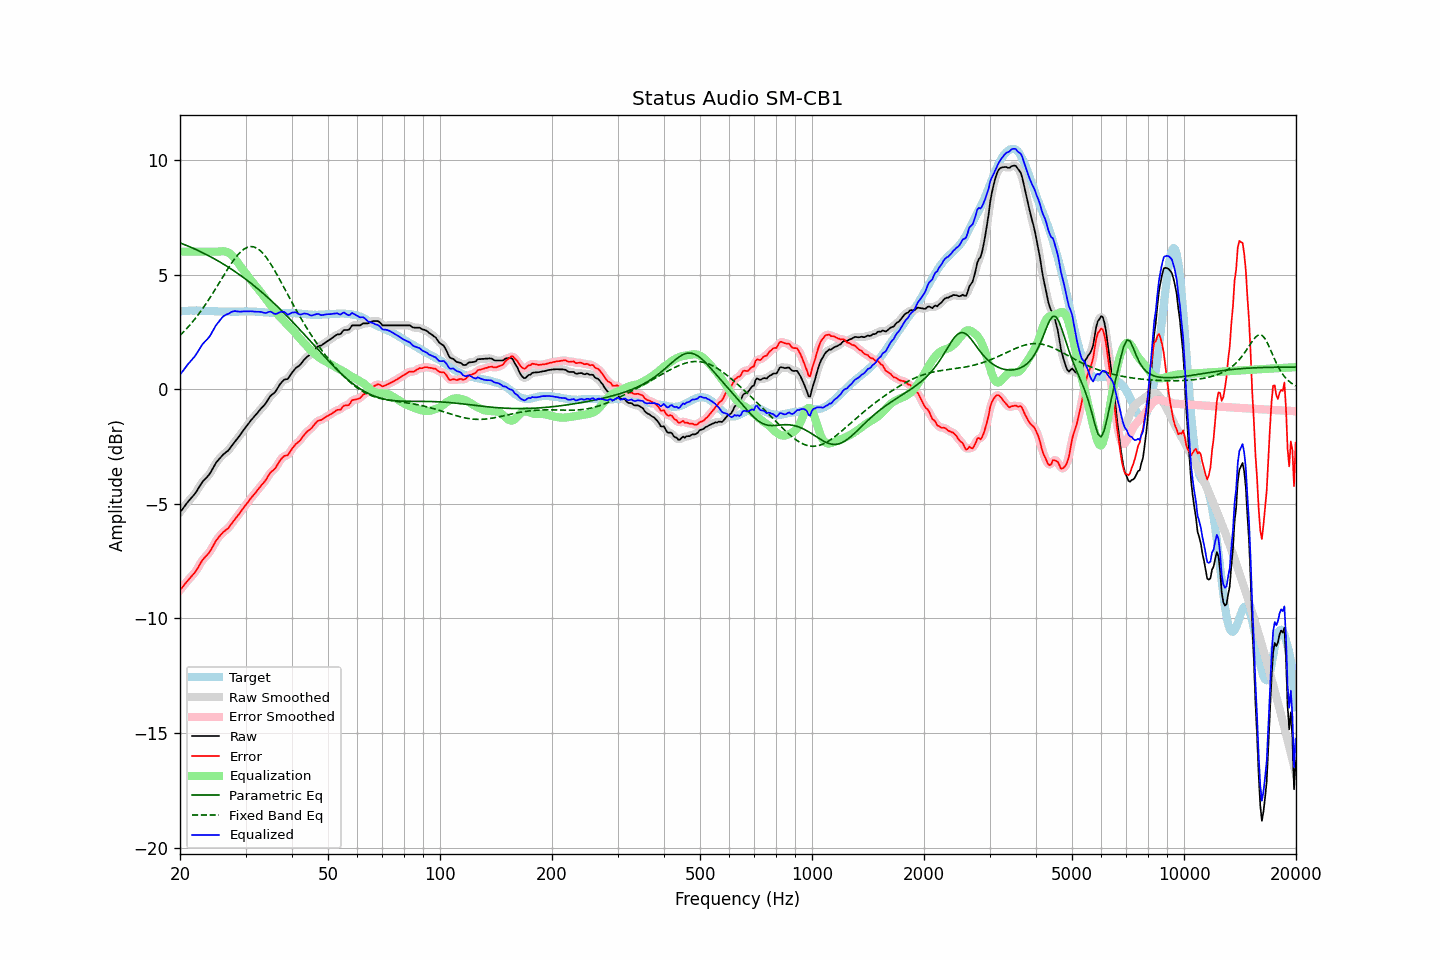 Status Audio SM-CB1
10
5
0
−5
−10
−15
−20
Amplitude (dBr)
Target
Raw Smoothed
Error Smoothed
Raw
Error
Equalization
Parametric Eq
Fixed Band Eq
Equalized
20 50 100 200 500 1000 2000 5000 10000 20000
Frequency (Hz)